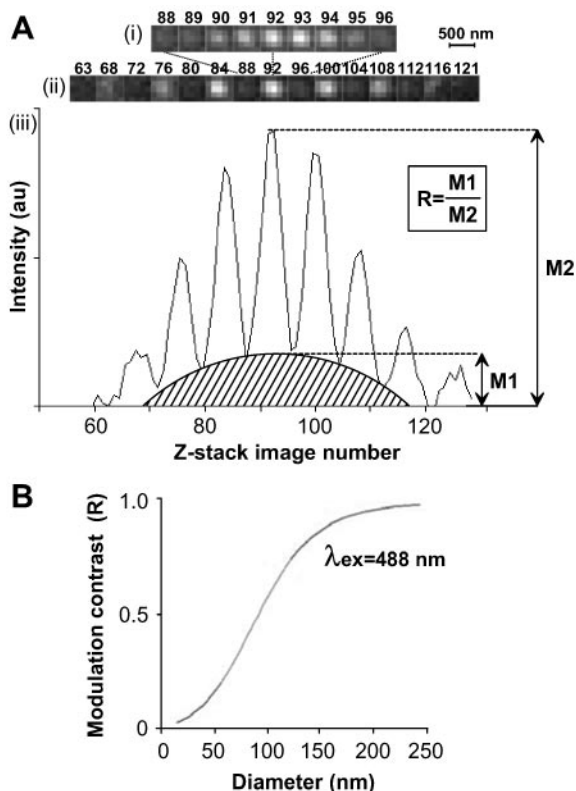 A
88 89 90 91 92 93 94 95 96
(i)
500 nm
63 68 72 76 80 84 88 92 96 100 104 108 112 116 121
(ii)
(iii)
Intensity (au)
R= M1
M2
M2
M1
60 80 100 120
Z-stack image number
B
Modulation contrast (R)
1.0
0.5
0
λex=488 nm
0 50 100 150 200 250
Diameter (nm)